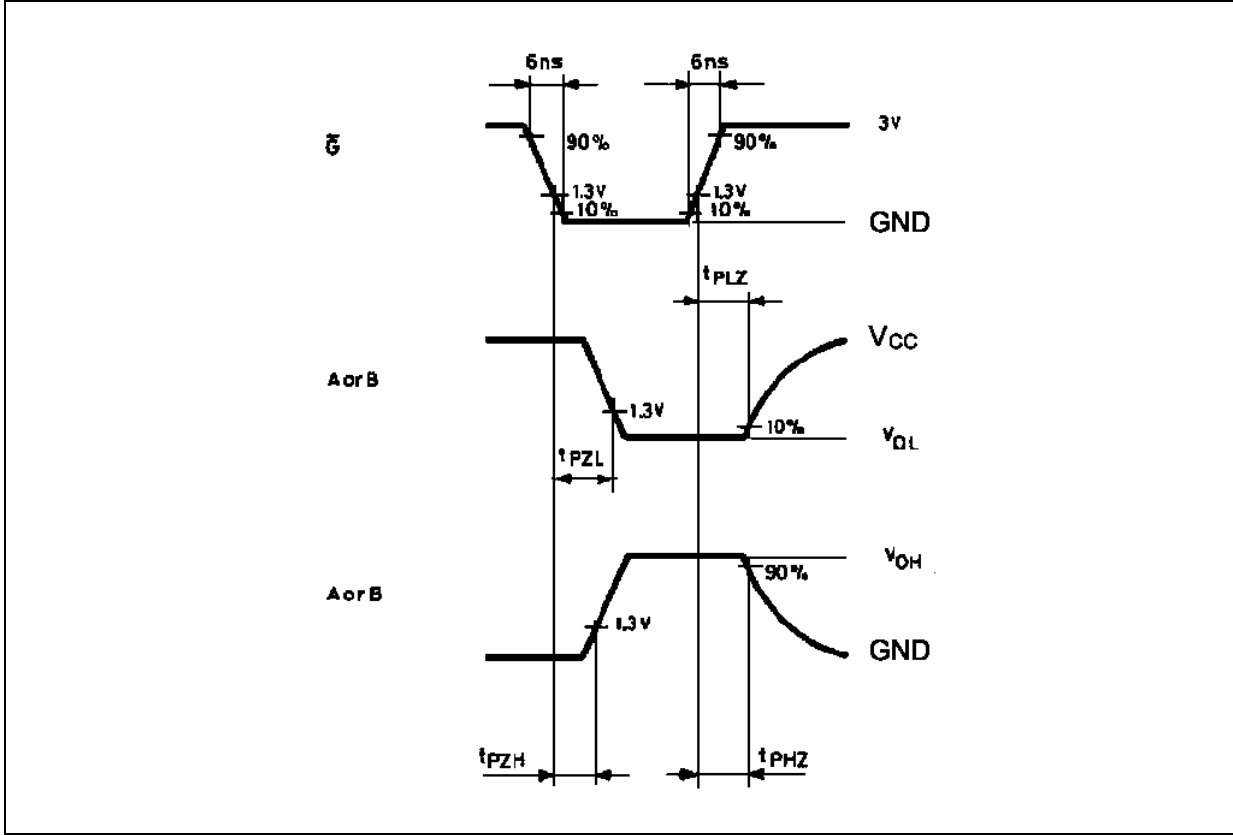 6ns 6ns
G̅ 90% 90% 3V
1.3V 1.3V
10% 10% GND
tPLZ
VCC
A or B
1.3V 10% VOL
tPZL
VOH
90%
A or B
1.3V GND
tPZH tPHZ